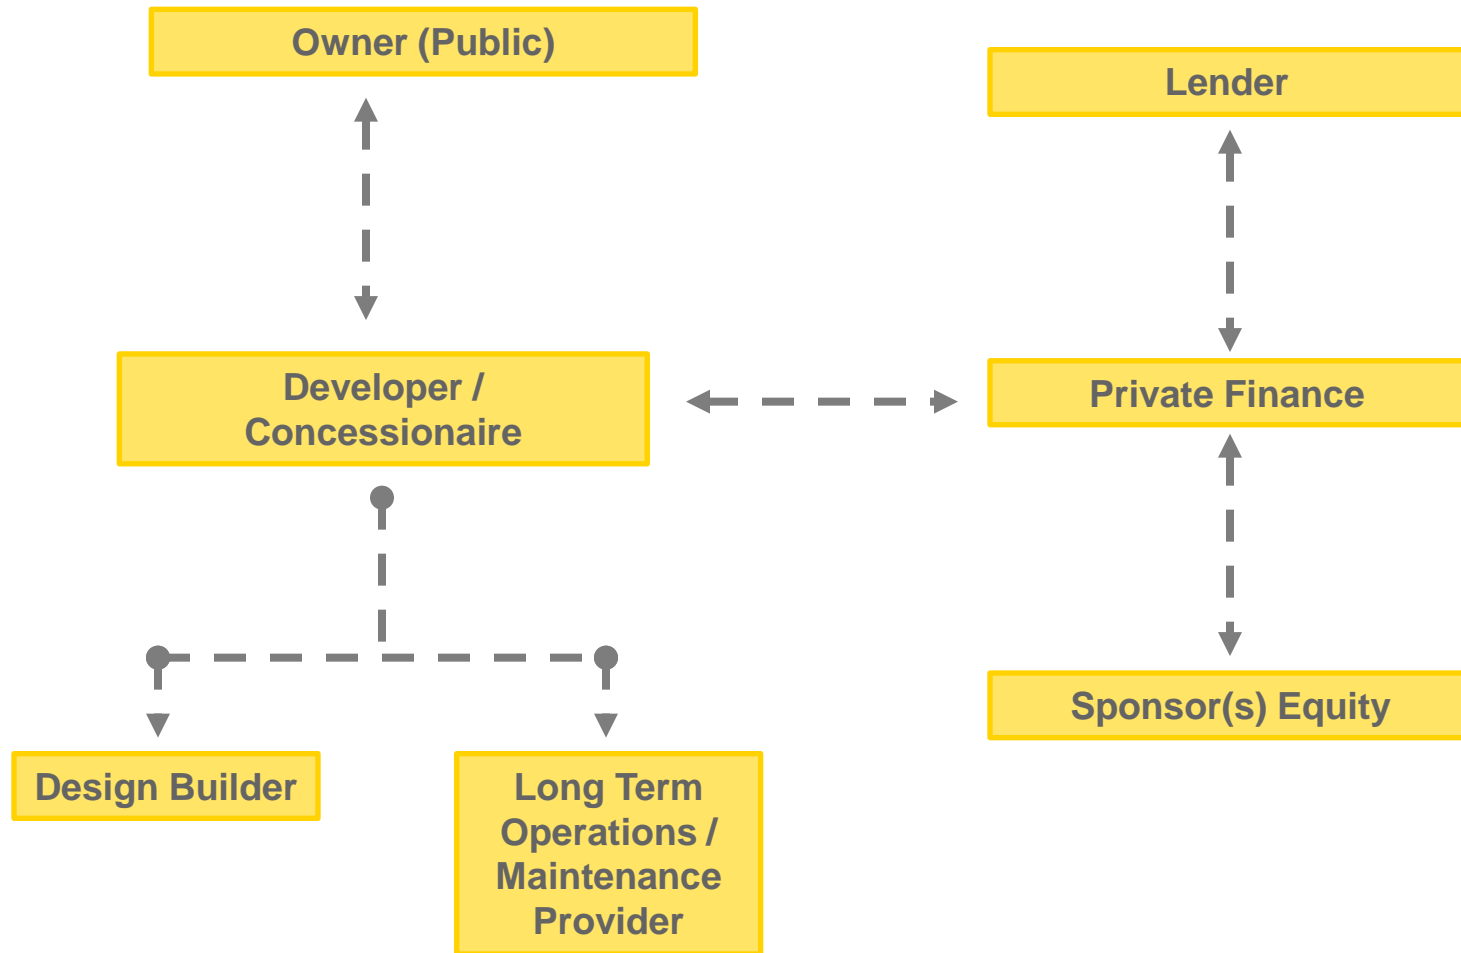 Owner (Public)
Lender
Developer /
Concessionaire
Private Finance
Sponsor(s) Equity
Design Builder
Long Term
Operations /
Maintenance
Provider